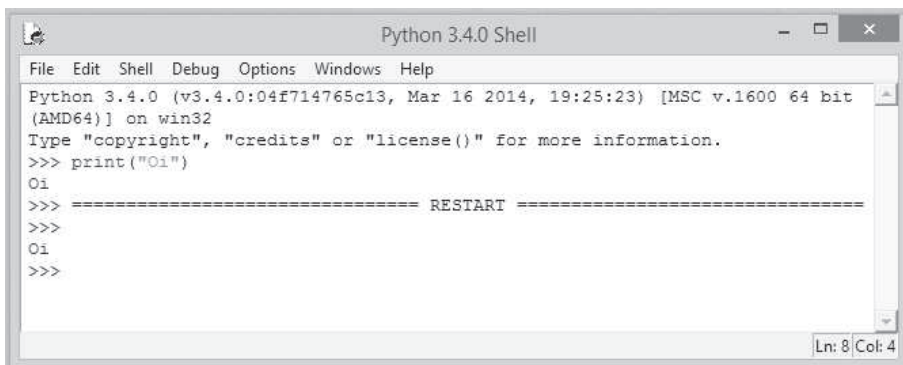 Python 3.4.0 Shell
File Edit Shell Debug Options Windows Help
Python 3.4.0 (v3.4.0:04f714765c13, Mar 16 2014, 19:25:23) [MSC v.1600 64 bit
(AMD64)] on win32
Type "copyright", "credits" or "license()" for more information.
>>> print("Oi")
Oi
>>> ================================ RESTART ================================
>>>
Oi
>>>
Ln: 8 Col: 4